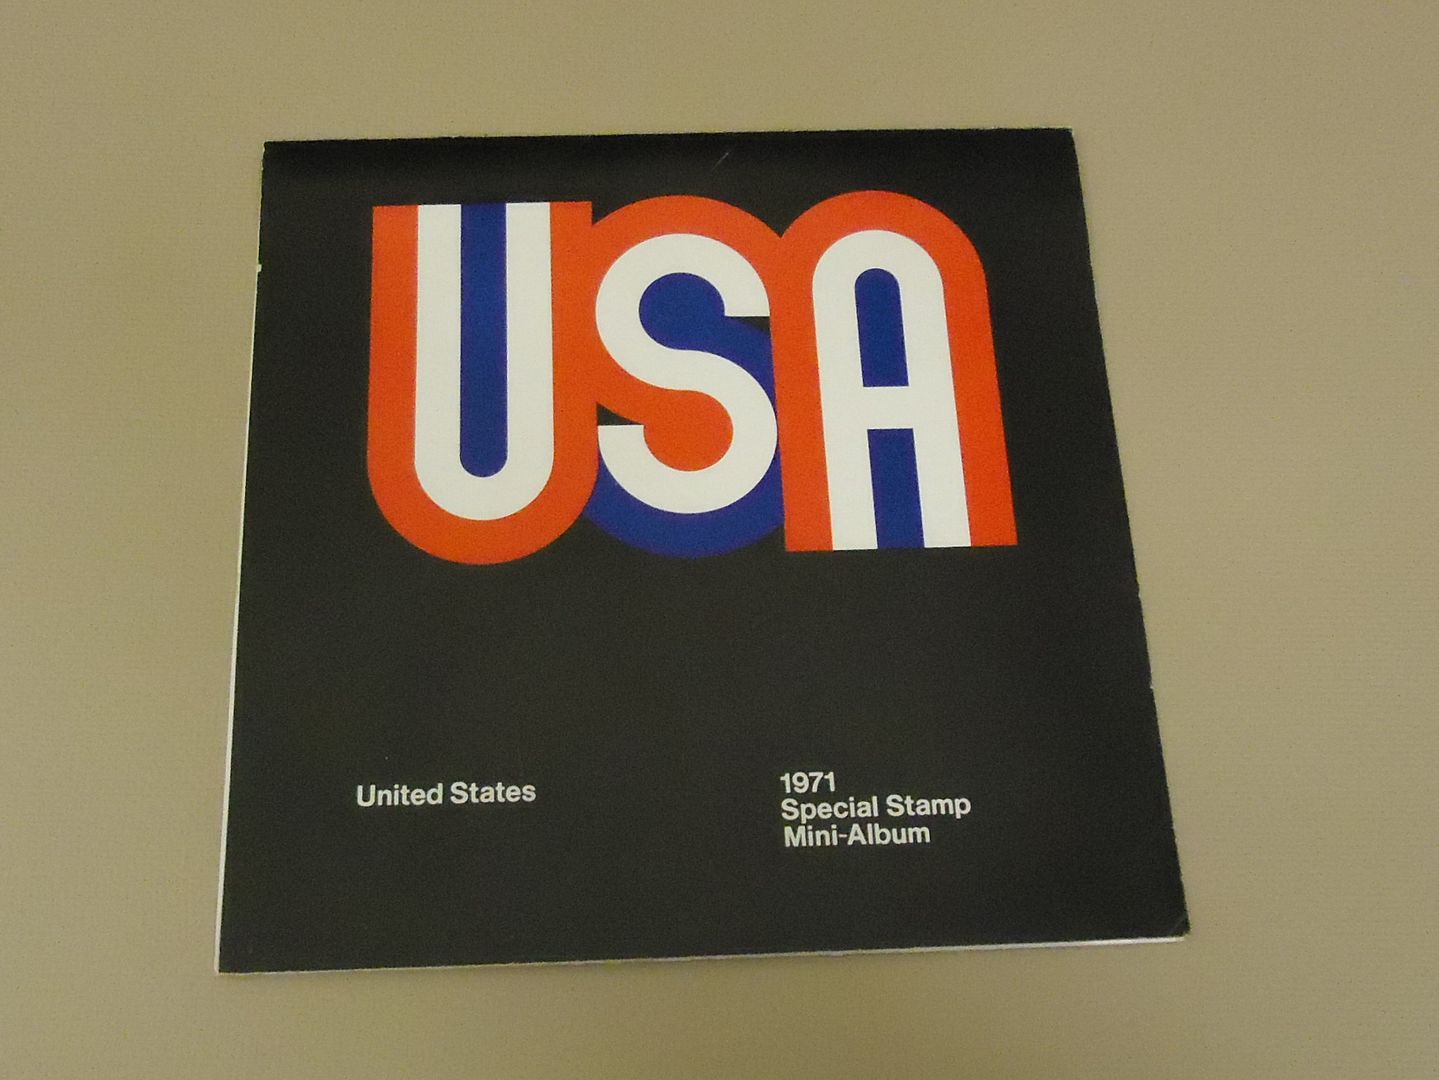 USA
United States
1971
Special Stamp
Mini-Album